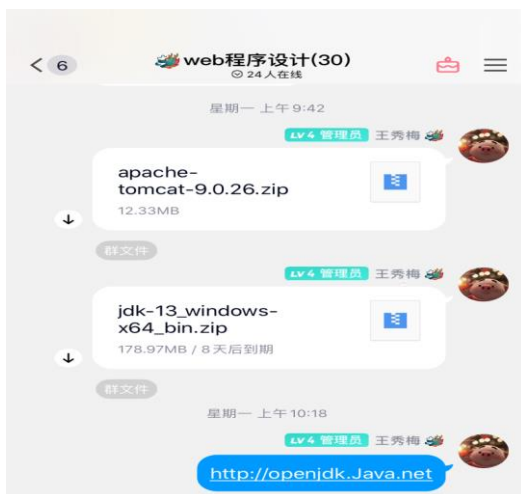 6
web程序设计(30)
24人在线
星期一 上午9:42
LV4 管理员 王秀梅
apache-
tomcat-9.0.26.zip
12.33MB
群文件
LV4 管理员 王秀梅
jdk-13_windows-
x64_bin.zip
178.97MB / 8天后到期
群文件
星期一 上午10:18
LV4 管理员 王秀梅
http://openjdk.Java.net